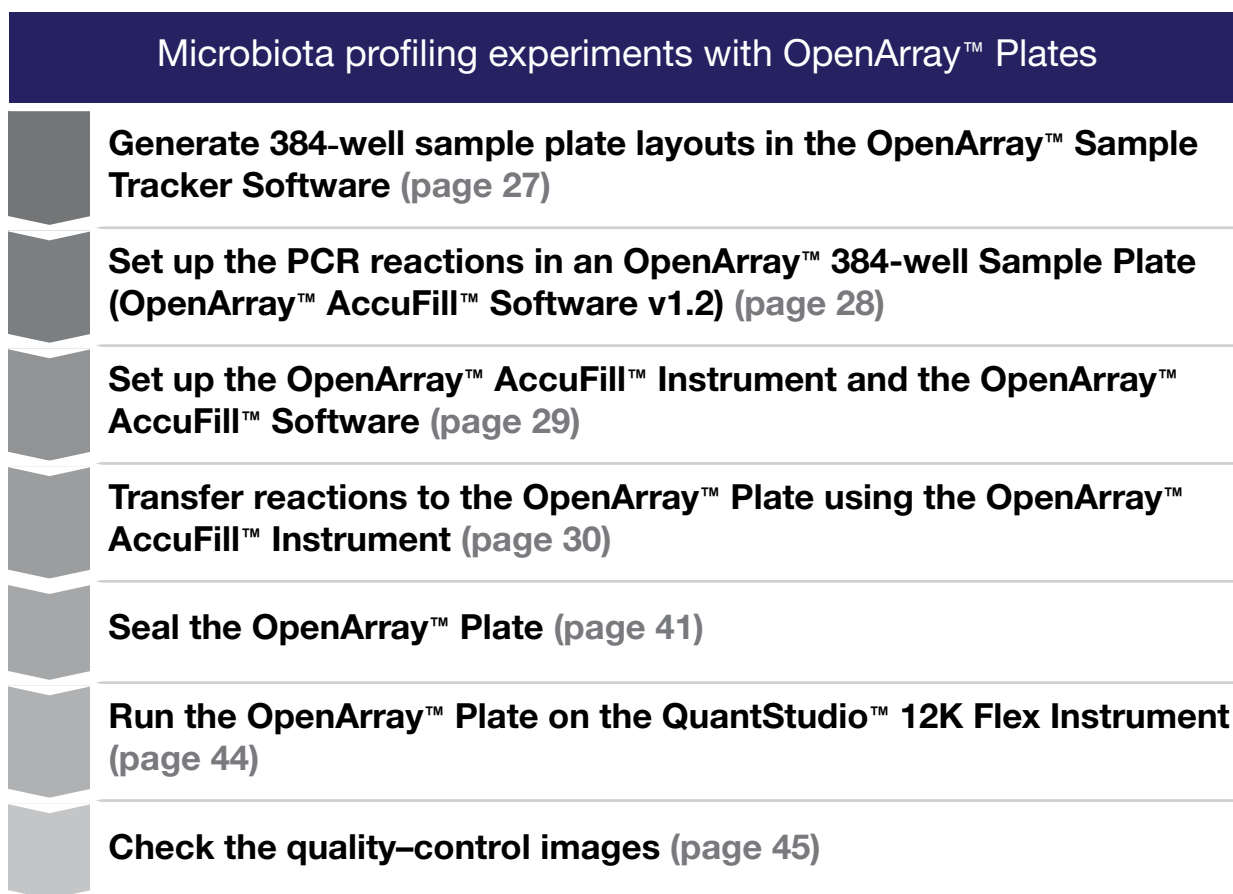 Microbiota profiling experiments with OpenArray™ Plates
Generate 384-well sample plate layouts in the OpenArray™ Sample
Tracker Software (page 27)
Set up the PCR reactions in an OpenArray™ 384-well Sample Plate
(OpenArray™ AccuFill™ Software v1.2) (page 28)
Set up the OpenArray™ AccuFill™ Instrument and the OpenArray™
AccuFill™ Software (page 29)
Transfer reactions to the OpenArray™ Plate using the OpenArray™
AccuFill™ Instrument (page 30)
Seal the OpenArray™ Plate (page 41)
Run the OpenArray™ Plate on the QuantStudio™ 12K Flex Instrument
(page 44)
Check the quality–control images (page 45)